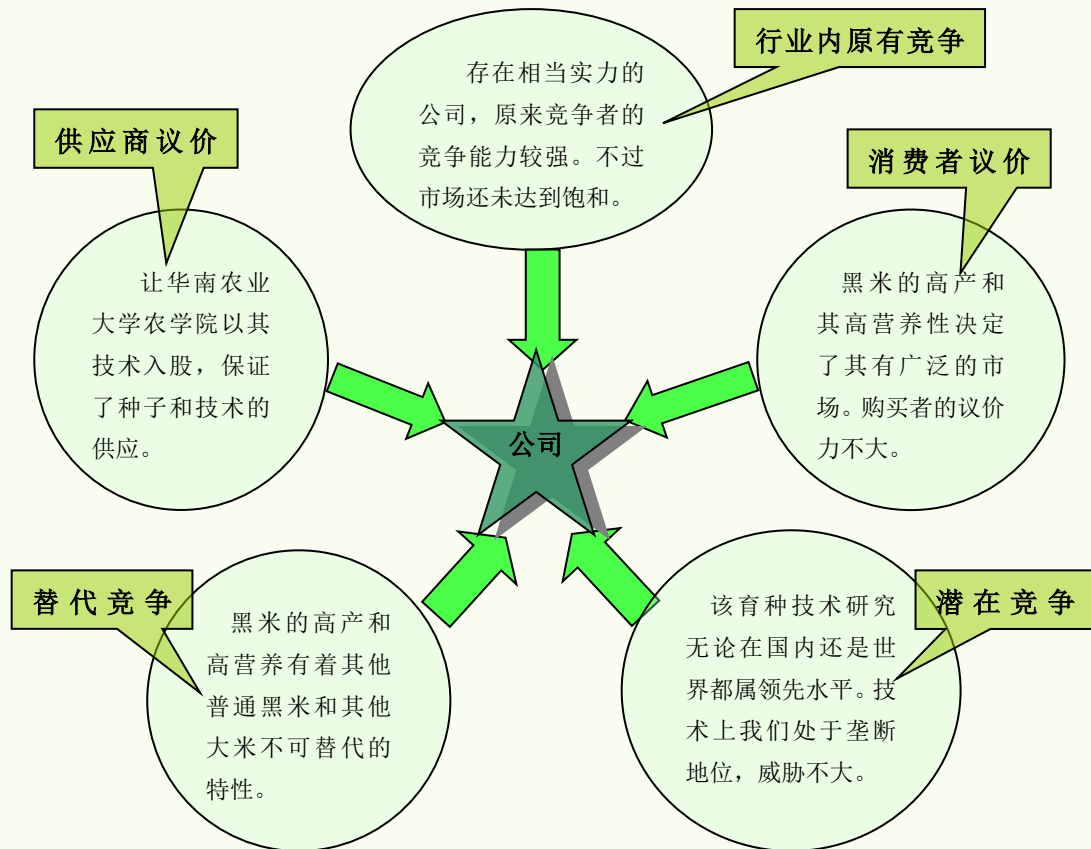 行业内原有竞争
存在相当实力的
公司，原来竞争者的
竞争能力较强。不过
市场还未达到饱和。
供应商议价
让华南农业
大学农学院以其
技术入股，保证
了种子和技术的
供应。
消费者议价
黑米的高产和
其高营养性决定
了其有广泛的市
场。购买者的议价
力不大。
公司
替代竞争
黑米的高产和
高营养有着其他
普通黑米和其他
大米不可替代的
特性。
潜在竞争
该育种技术研究
无论在国内还是世
界都属领先水平。技
术上我们处于垄断
地位，威胁不大。